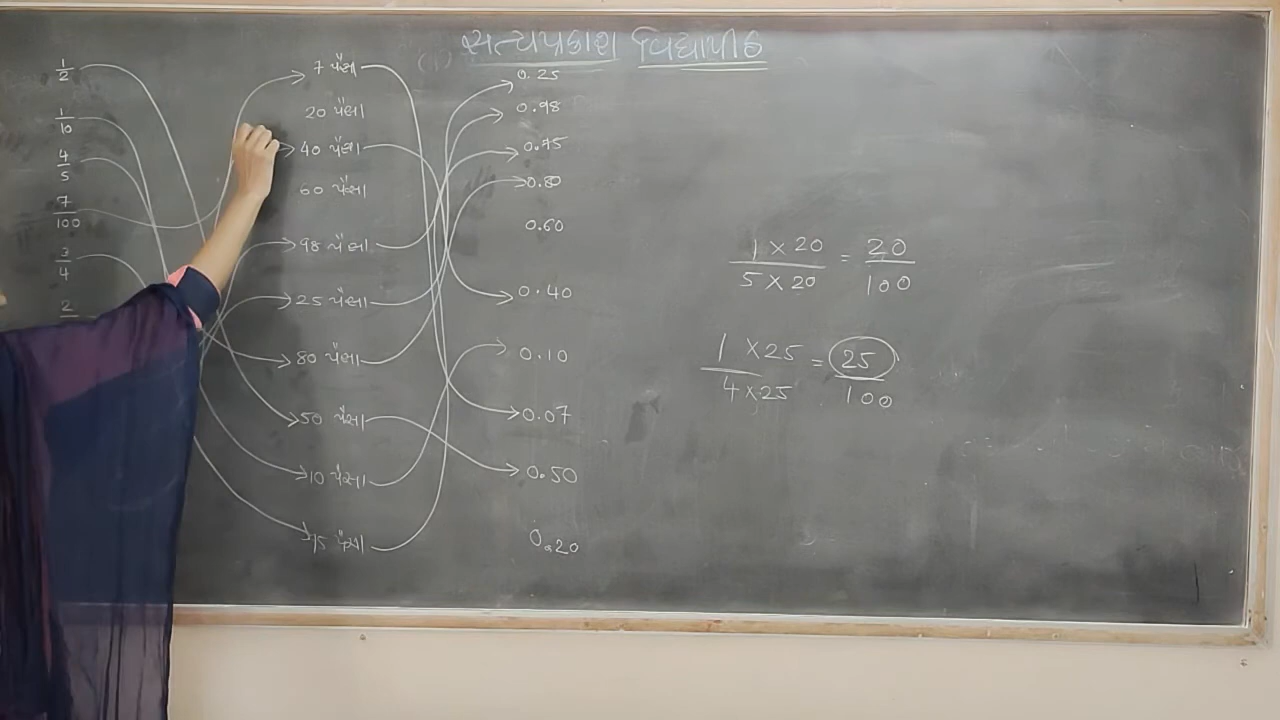 સત્યપ્રકાશ વિદ્યાપીઠ
1/2
1/10
4/5
7/100
3/4
2
7 પૈસા
20 પૈસા
40 પૈસા
60 પૈસા
98 પૈસા
25 પૈસા
80 પૈસા
50 પૈસા
10 પૈસા
75 પૈસા
0.25
0.98
0.75
0.80
0.60
0.40
0.10
0.07
0.50
0.20
1 × 20 / 5 × 20 = 20 / 100
1 × 25 / 4 × 25 = 25 / 100